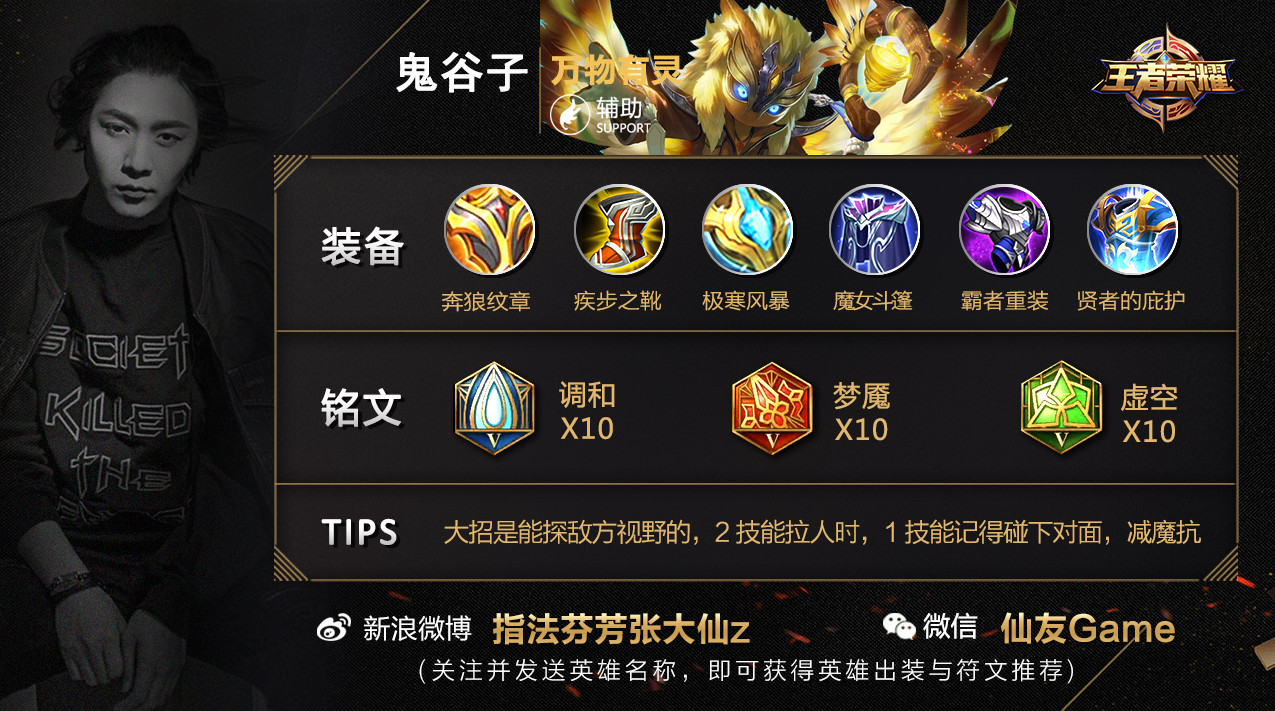 鬼谷子
万物有灵
辅助
SUPPORT
王者荣耀
装备
奔狼纹章
疾步之靴
极寒风暴
魔女斗篷
霸者重装
贤者的庇护
铭文
V
调和
X10
V
梦魇
X10
V
虚空
X10
TIPS
大招是能探敌方视野的，2 技能拉人时，1 技能记得碰下对面，减魔抗
SOCIET
KILLED
THE
新浪微博 指法芬芳张大仙z
微信 仙友Game
(关注并发送英雄名称，即可获得英雄出装与符文推荐)